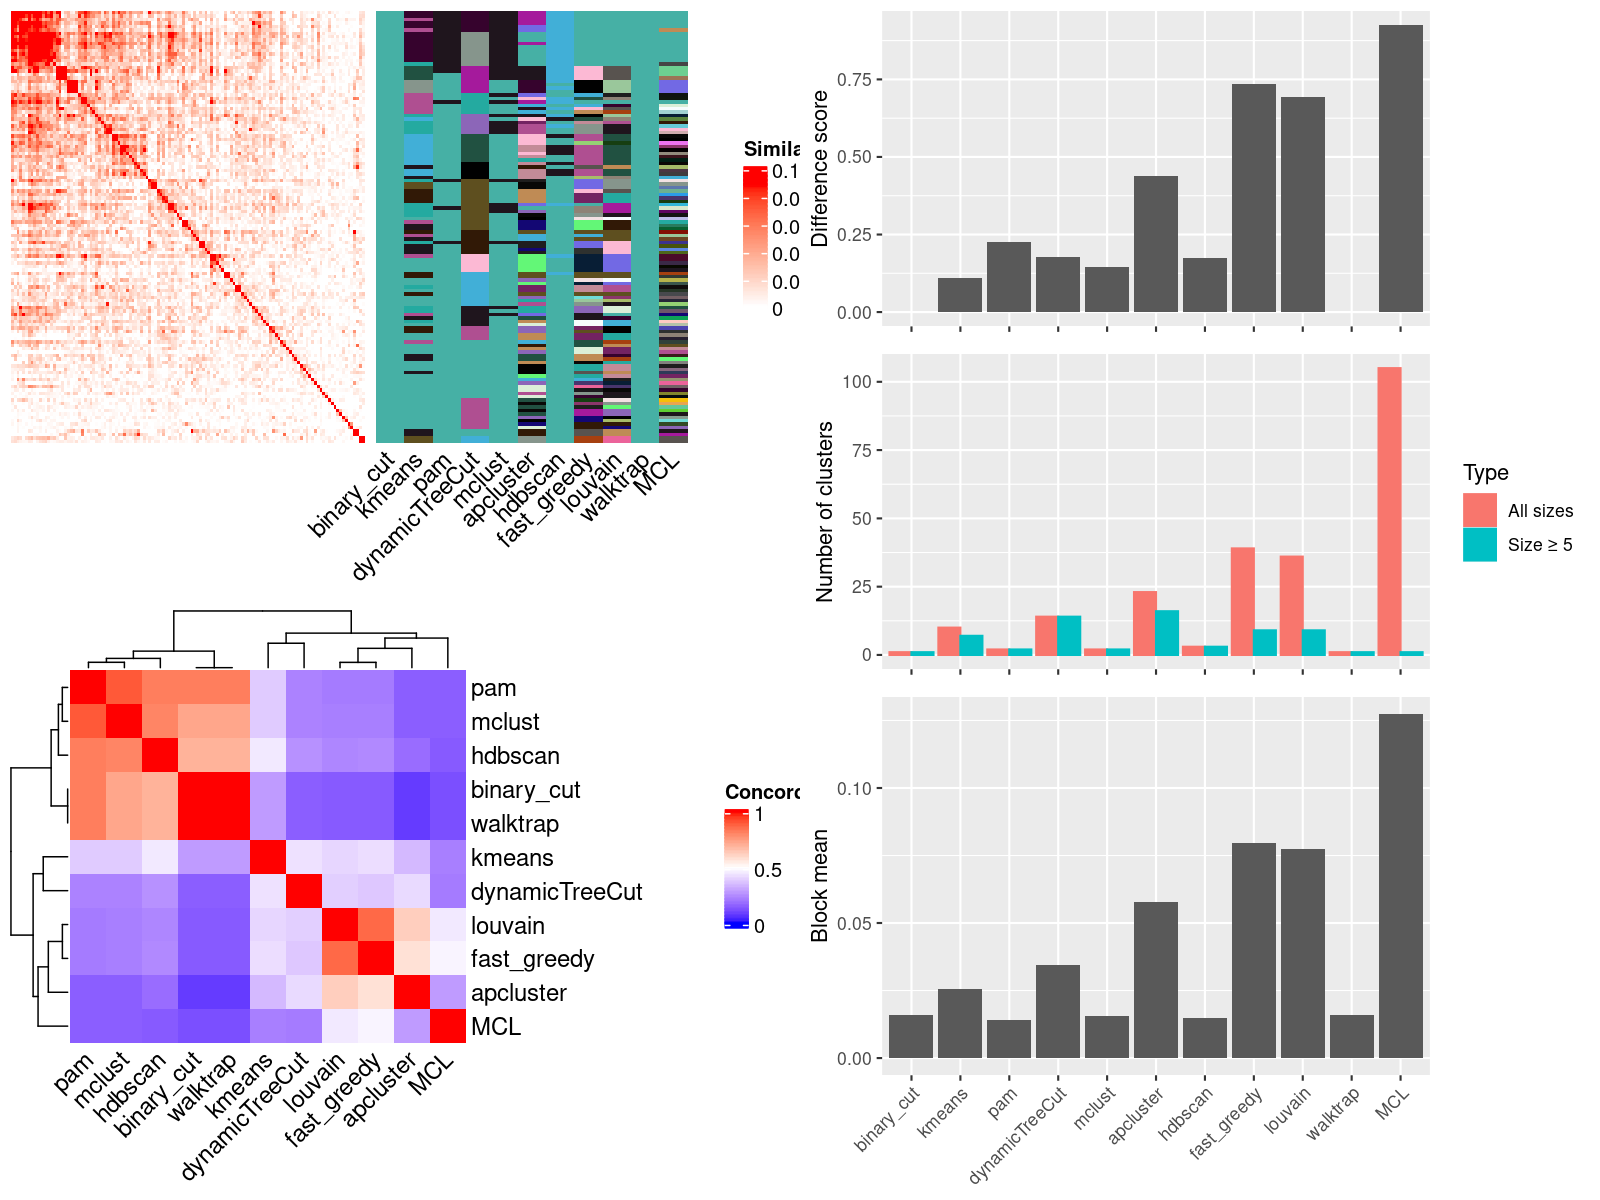 Simila
0.1
0.0
0.0
0.0
0.0
0
binary_cut
kmeans
pam
dynamicTreeCut
mclust
apcluster
hdbscan
fast_greedy
louvain
walktrap
MCL
pam
mclust
hdbscan
binary_cut
walktrap
kmeans
dynamicTreeCut
louvain
fast_greedy
apcluster
MCL
pam
mclust
hdbscan
binary_cut
walktrap
kmeans
dynamicTreeCut
louvain
fast_greedy
apcluster
MCL
Concor
1
0.5
0
Difference score
0.75
0.50
0.25
0.00
Number of clusters
100
75
50
25
0
Type
All sizes
Size ≥ 5
Block mean
0.10
0.05
0.00
binary_cut
kmeans
pam
dynamicTreeCut
mclust
apcluster
hdbscan
fast_greedy
louvain
walktrap
MCL